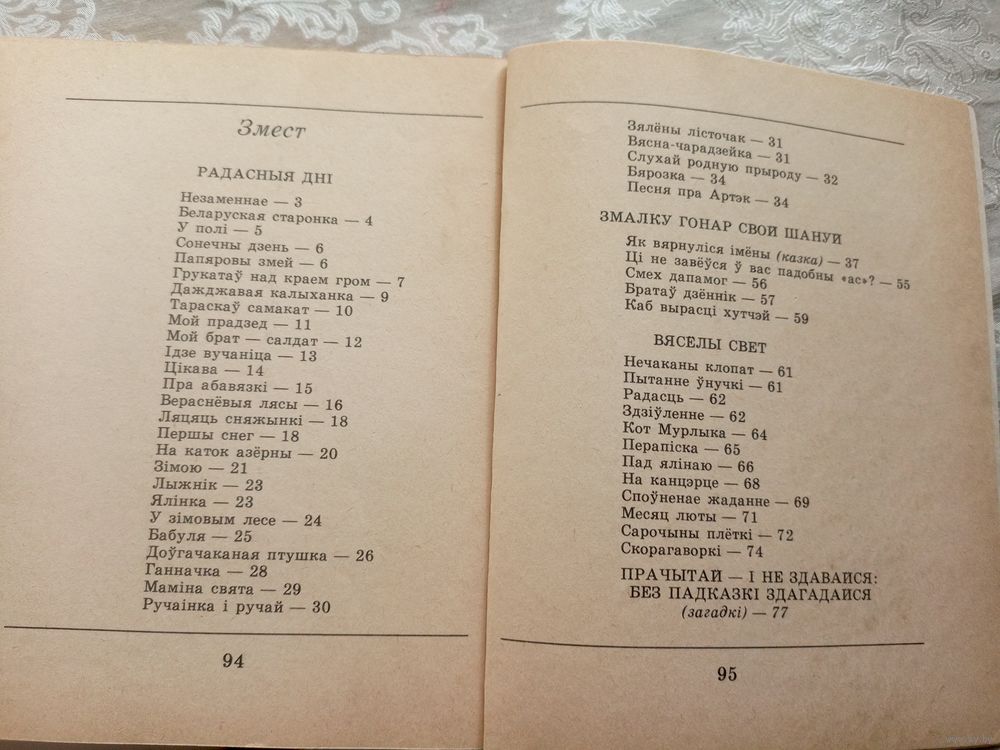 Змест
РАДАСНЫЯ ДНІ
Незаменнае — 3
Беларуская старонка — 4
У полі — 5
Сонечны дзень — 6
Папяровы змей — 6
Грукатаў над краем гром — 7
Дажджавая калыханка — 9
Тараскаў самакат — 10
Мой прадзед — 11
Мой брат — салдат — 12
Ідзе вучаніца — 13
Цікава — 14
Пра абавязкі — 15
Вераснёвыя лясы — 16
Ляцяць сняжынкі — 18
Першы снег — 18
На каток азёрны — 20
Зімою — 21
Лыжнік — 23
Ялінка — 23
У зімовым лесе — 24
Бабуля — 25
Доўгачаканая птушка — 26
Ганначка — 28
Маміна свята — 29
Ручаінка і ручай — 30
94
Зялёны лісточак — 31
Вясна-чарадзейка — 31
Слухай родную прыроду — 32
Бярозка — 34
Песня пра Артэк — 34
ЗМАЛКУ ГОНАР СВОЙ ШАНУЙ
Як вярнуліся імёны (казка) — 37
Ці не завёўся ў вас падобны «ас»? — 55
Смех дапамог — 56
Братаў дзённік — 57
Каб вырасці хутчэй — 59
ВЯСЁЛЫ СВЕТ
Нечаканы клопат — 61
Пытанне ўнучкі — 61
Радасць — 62
Здзіўленне — 62
Кот Мурлыка — 64
Перапіска — 65
Пад ялінаю — 66
На канцэрце — 68
Споўненае жаданне — 69
Месяц люты — 71
Сарочыны плёткі — 72
Скорагаворкі — 74
ПРАЧЫТАЙ — І НЕ ЗДАВАЙСЯ:
БЕЗ ПАДКАЗКІ ЗДАГАДАЙСЯ
(загадкі) — 77
95